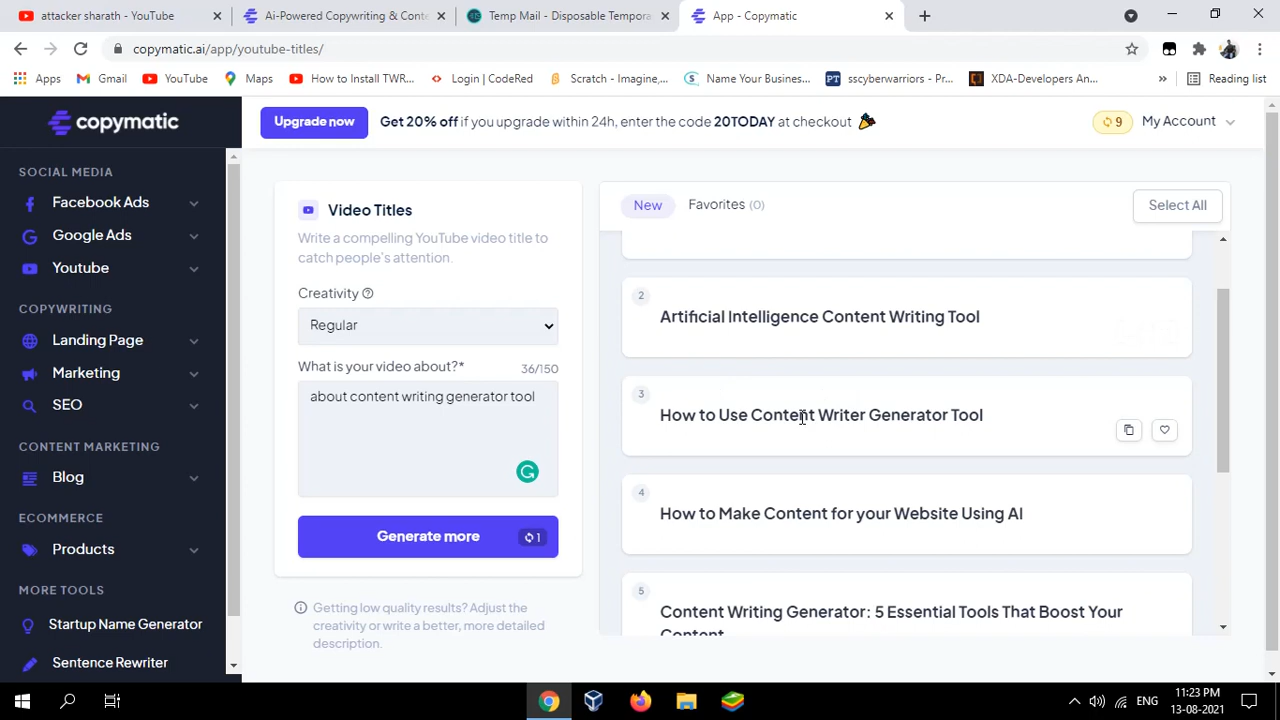 attacker sharath - YouTube
Ai-Powered Copywriting & Conte
Temp Mail - Disposable Tempora
App - Copymatic
copymatic.ai/app/youtube-titles/
Apps
Gmail
YouTube
Maps
How to Install TWR...
Login | CodeRed
Scratch - Imagine,...
Name Your Business...
sscyberwarriors - Pr...
XDA-Developers An...
Reading list
copymatic
Upgrade now
Get 20% off if you upgrade within 24h, enter the code 20TODAY at checkout
9
My Account
SOCIAL MEDIA
Facebook Ads
Google Ads
Youtube
COPYWRITING
Landing Page
Marketing
SEO
CONTENT MARKETING
Blog
ECOMMERCE
Products
MORE TOOLS
Startup Name Generator
Sentence Rewriter
Video Titles
Write a compelling YouTube video title to
catch people's attention.
Creativity
Regular
What is your video about?*
36/150
about content writing generator tool
Generate more
1
Getting low quality results? Adjust the
creativity or write a better, more detailed
description.
New
Favorites (0)
Select All
2
Artificial Intelligence Content Writing Tool
3
How to Use Content Writer Generator Tool
4
How to Make Content for your Website Using AI
5
Content Writing Generator: 5 Essential Tools That Boost Your
Content
ENG
11:23 PM
13-08-2021